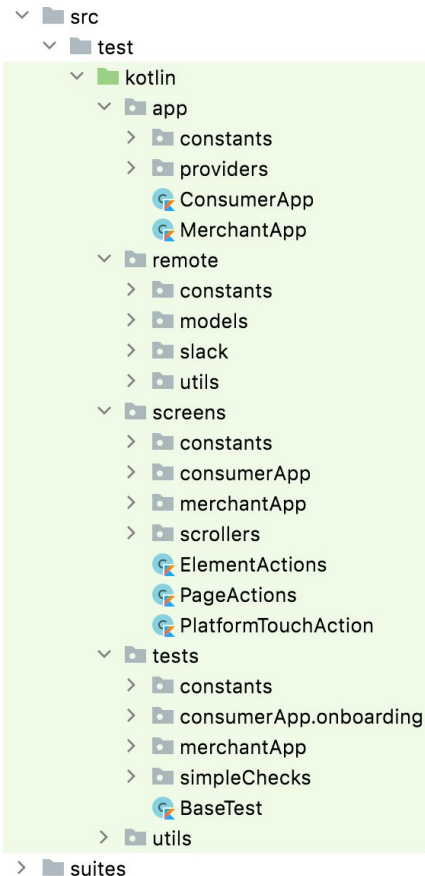 src
test
kotlin
app
constants
providers
ConsumerApp
MerchantApp
remote
constants
models
slack
utils
screens
constants
consumerApp
merchantApp
scrollers
ElementActions
PageActions
PlatformTouchAction
tests
constants
consumerApp.onboarding
merchantApp
simpleChecks
BaseTest
utils
suites